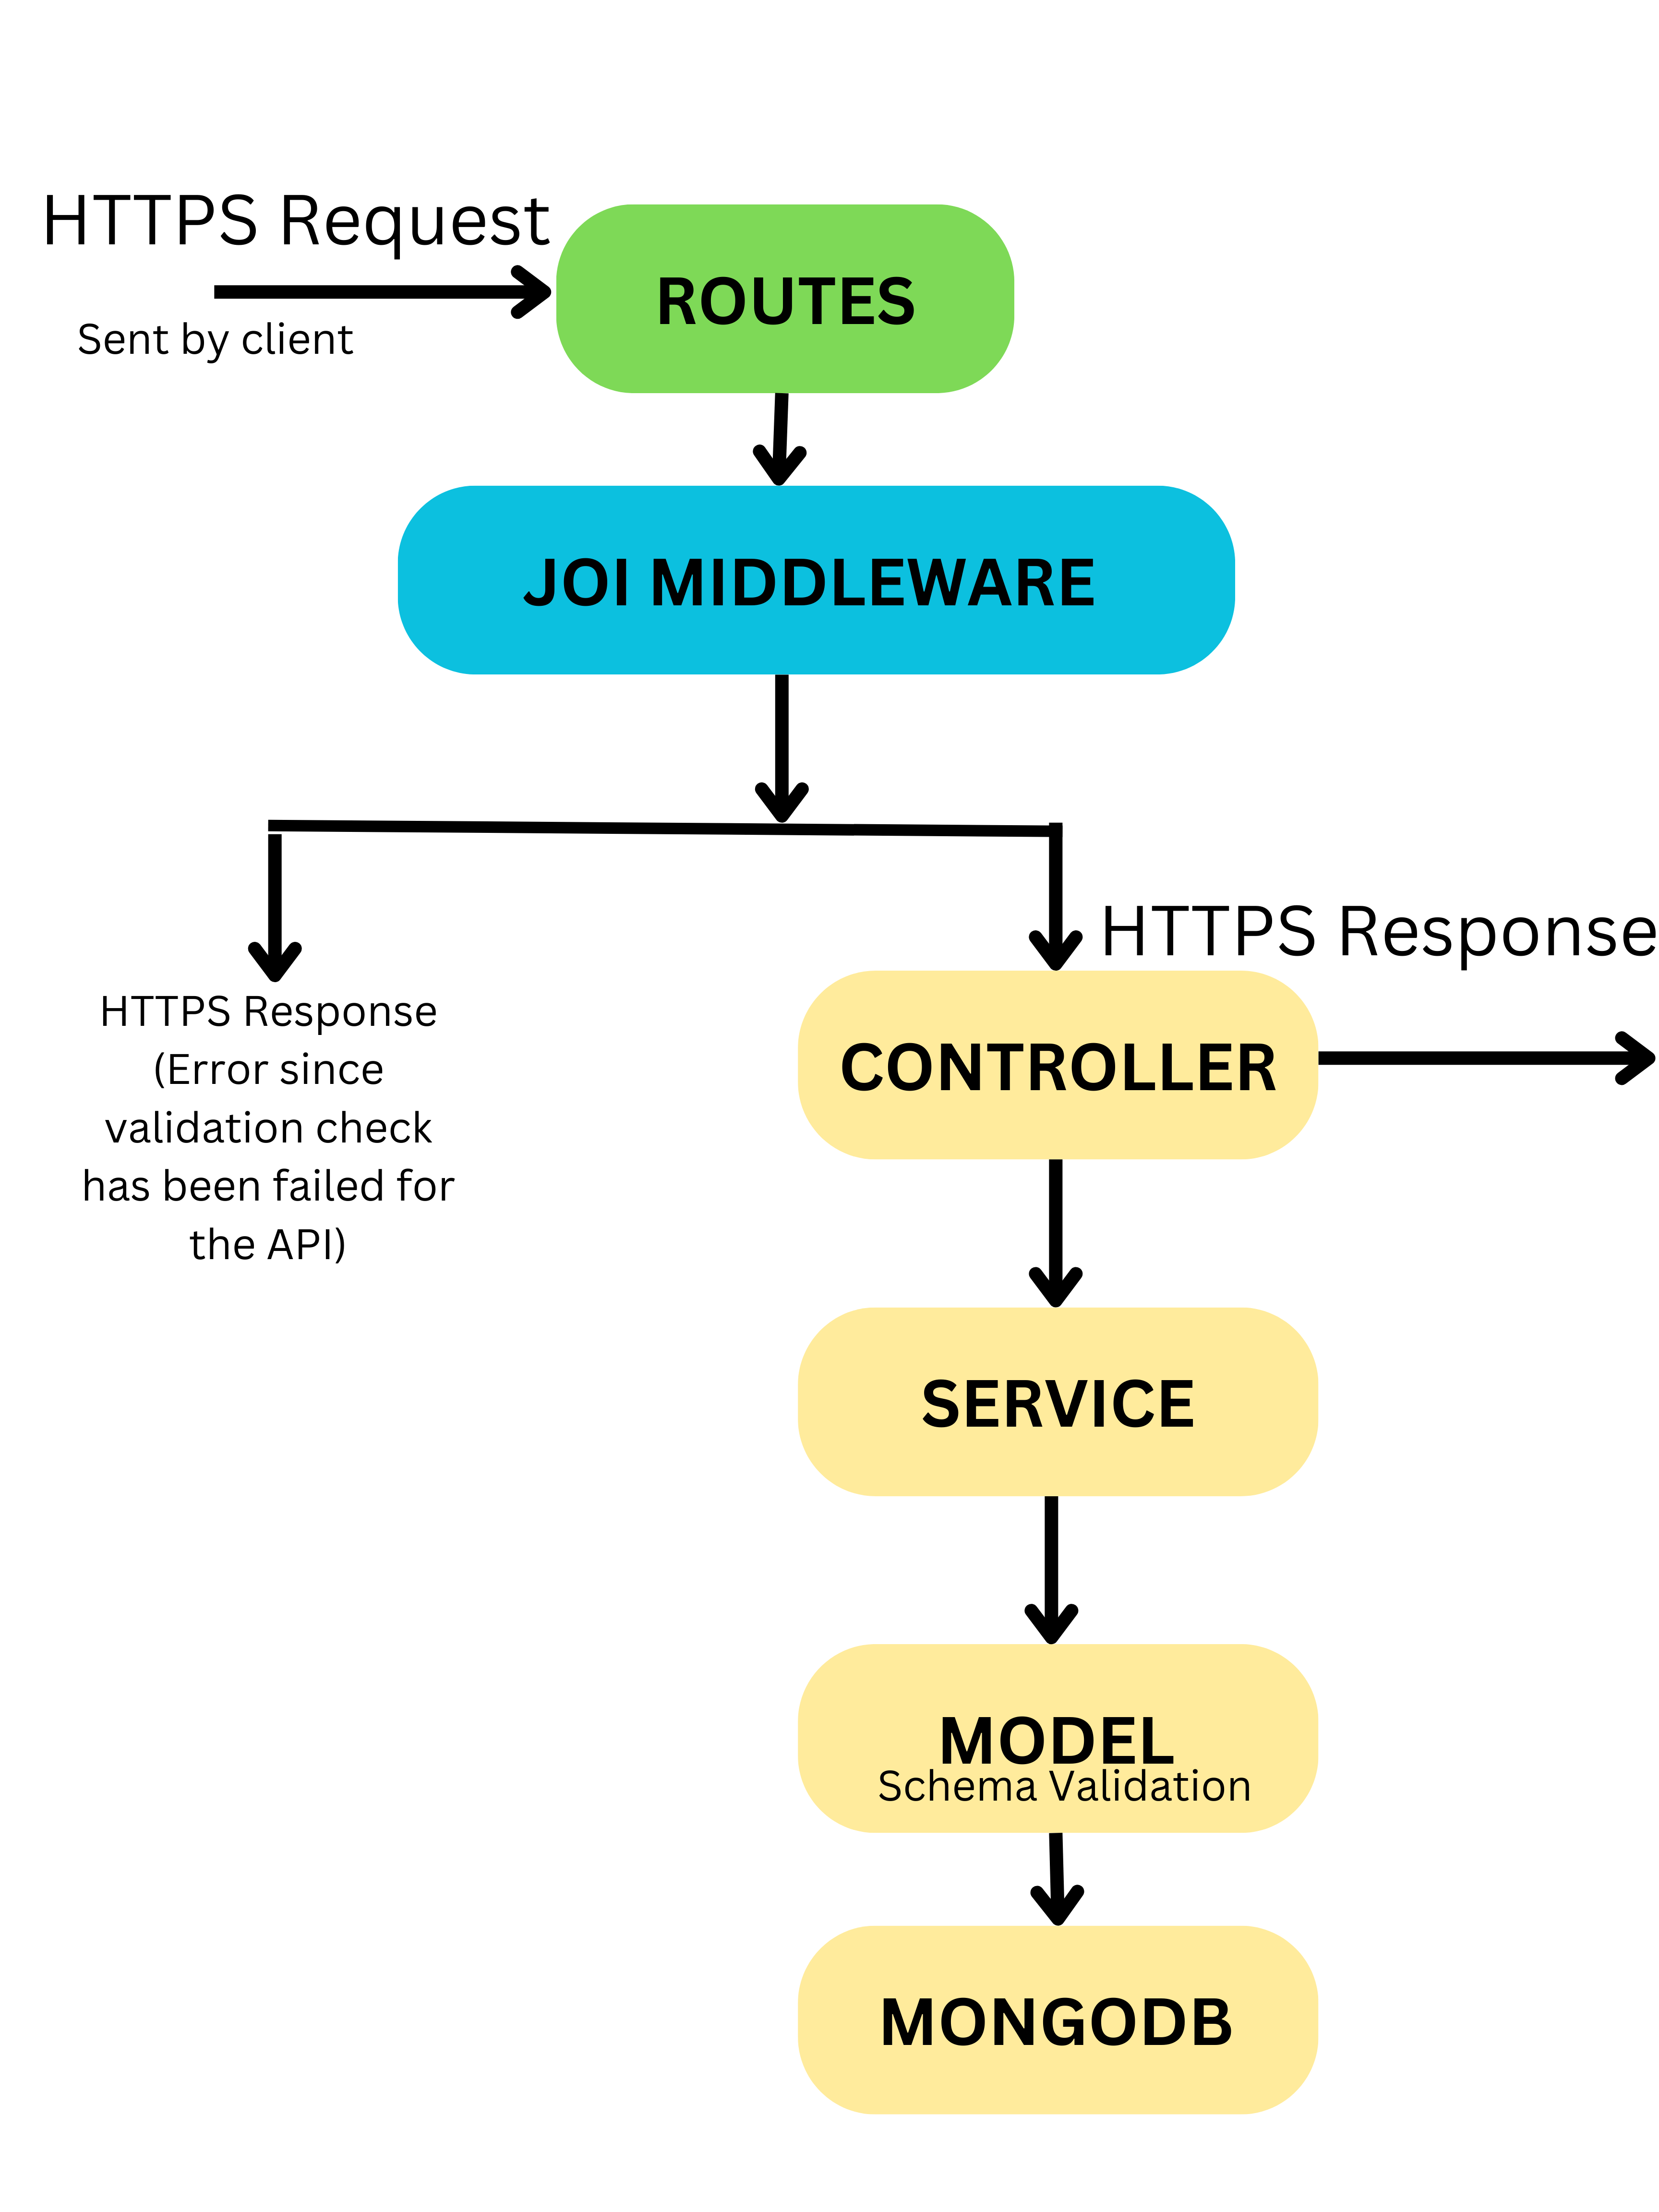 HTTPS Request
Sent by client
ROUTES
JOI MIDDLEWARE
HTTPS Response
CONTROLLER
HTTPS Response
(Error since
validation check
has been failed for
the API)
SERVICE
MODEL
Schema Validation
MONGODB